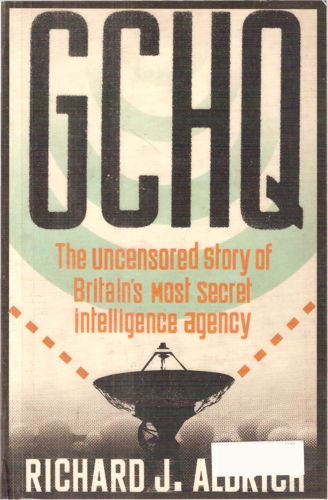 GCHQ
The uncensored story of
Britain's Most Secret
intelligence agency
RICHARD J. ALDRICH